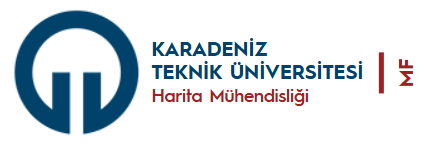 KARADENİZ
TEKNİK ÜNİVERSİTESİ
Harita Mühendisliği
MF